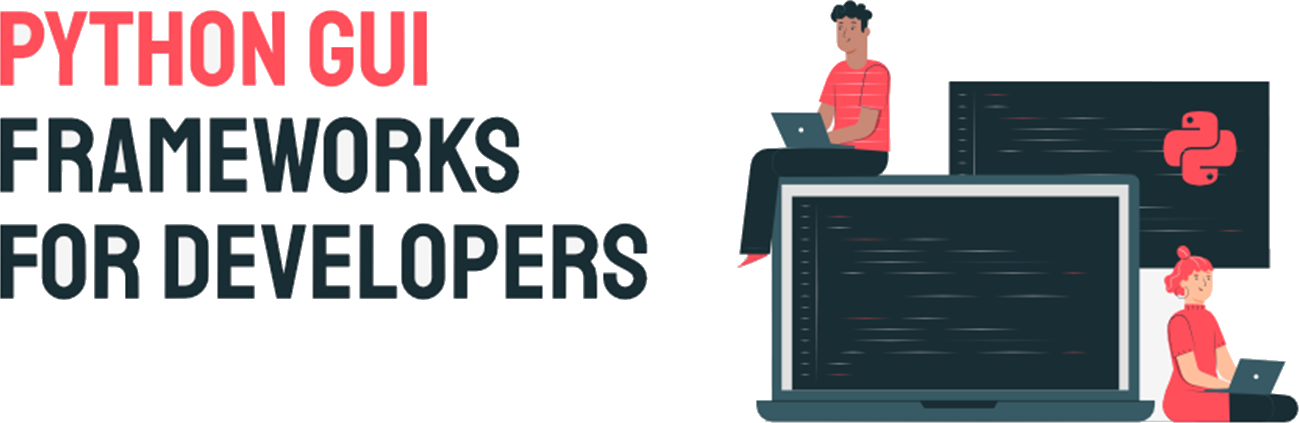 PYTHON GUI
FRAMEWORKS
FOR DEVELOPERS